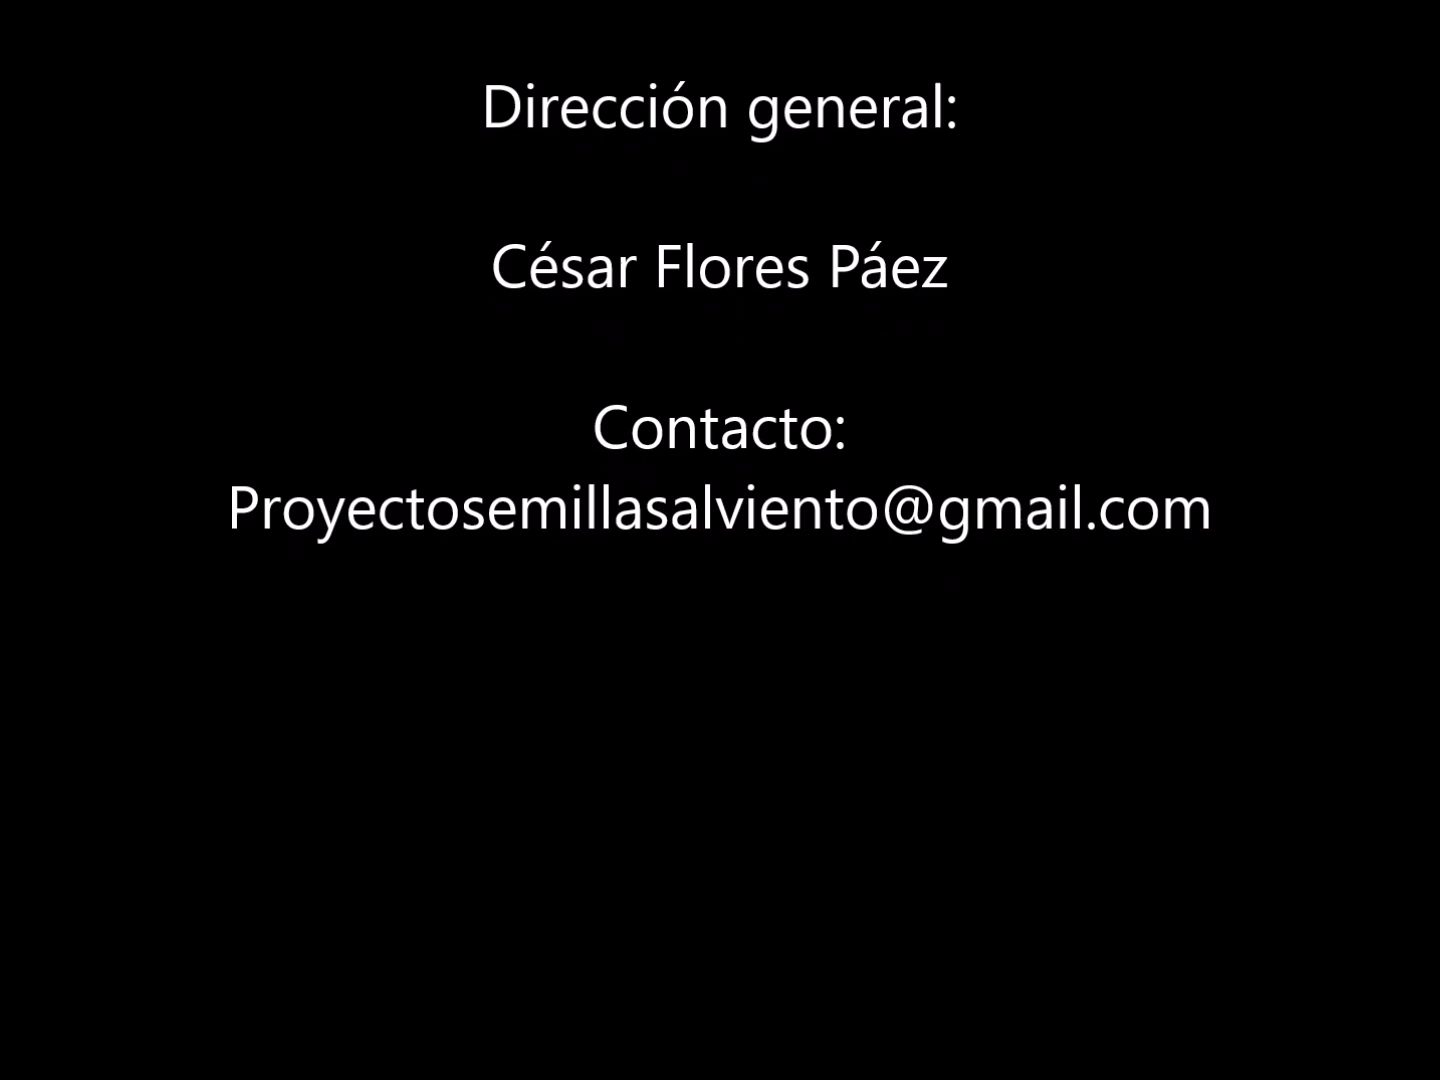 Dirección general:
César Flores Páez
Contacto:
Proyectosemillasalviento@gmail.com